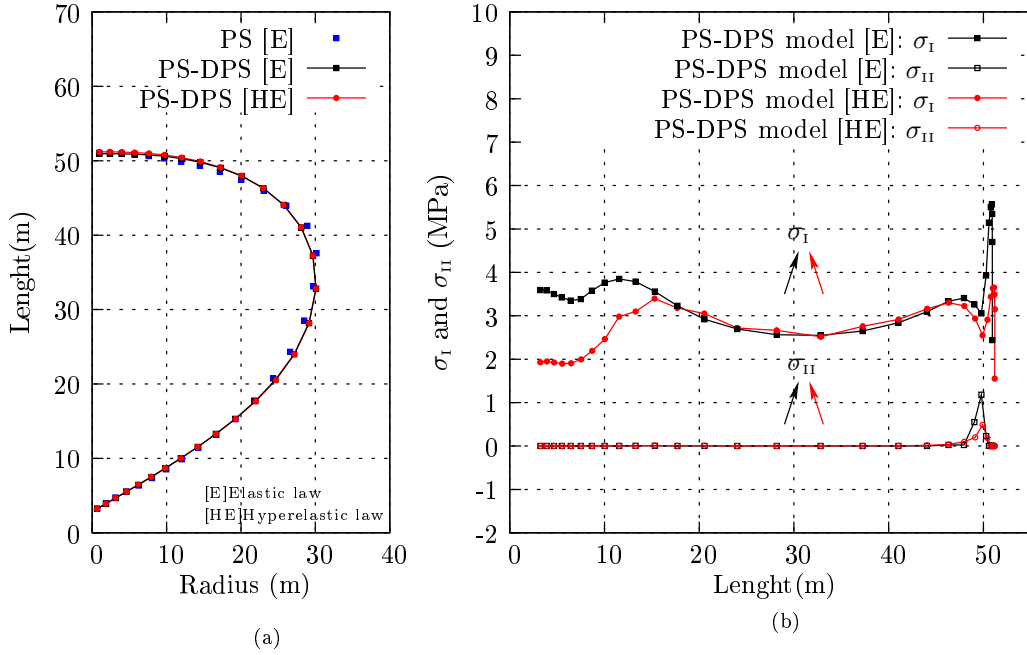 70
60
50
40
30
20
10
0
0
10
20
30
40
Lenght(m)
Radius (m)
PS [E]
PS-DPS [E]
PS-DPS [HE]
[E]Elastic law
[HE]Hyperelastic law
(a)
10
9
8
7
6
5
4
3
2
1
0
-1
-2
0
10
20
30
40
50
σI and σII (MPa)
Lenght(m)
PS-DPS model [E]: σI
PS-DPS model [E]: σII
PS-DPS model [HE]: σI
PS-DPS model [HE]: σII
σI
σII
(b)